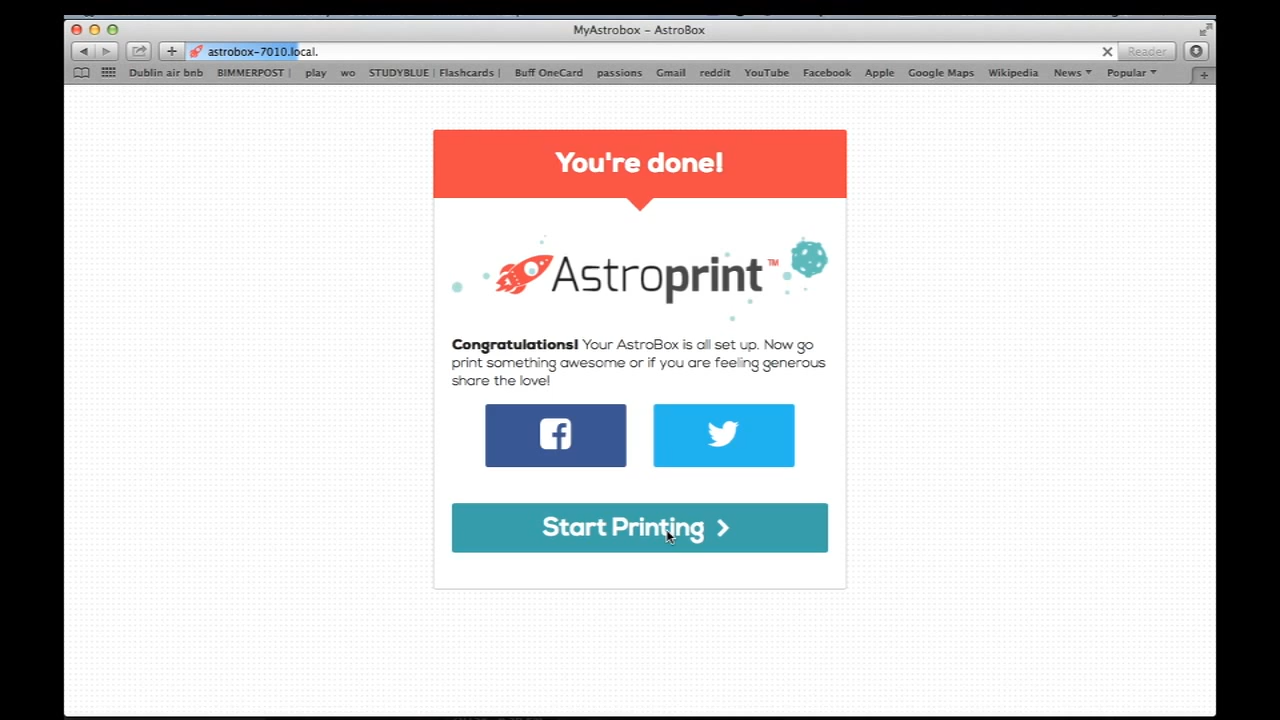 MyAstrobox – AstroBox
astrobox-7010.local.
Reader
Dublin air bnb BIMMERPOST | play wo STUDYBLUE | Flashcards | Buff OneCard passions Gmail reddit YouTube Facebook Apple Google Maps Wikipedia News Popular
You're done!
Astroprint™
Congratulations! Your AstroBox is all set up. Now go
print something awesome or if you are feeling generous
share the love!
Start Printing